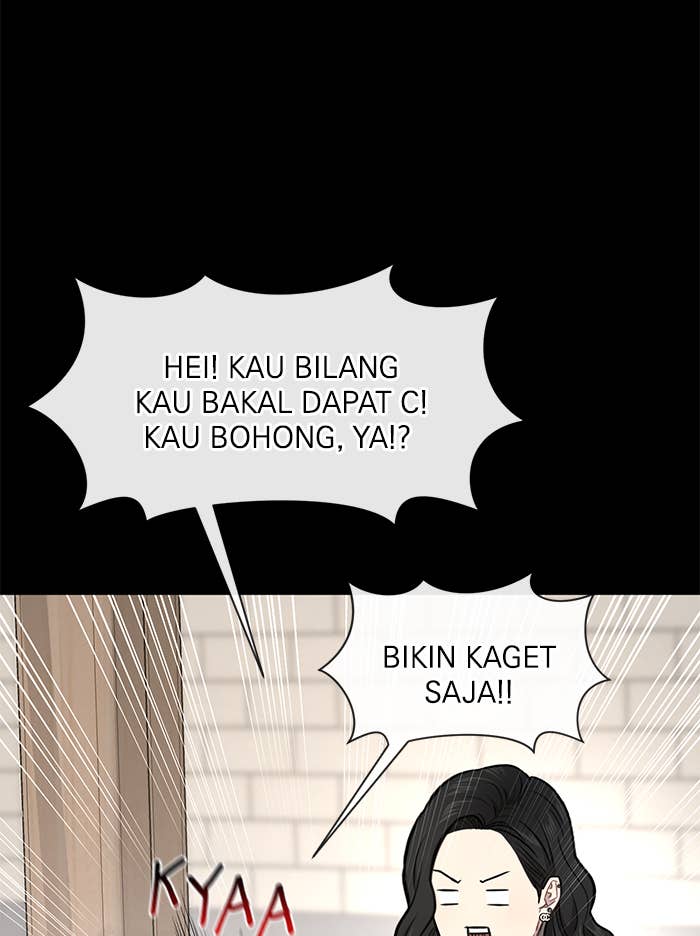 HEI! KAU BILANG
KAU BAKAL DAPAT C!
KAU BOHONG, YA!?
BIKIN KAGET
SAJA!!
KYAA